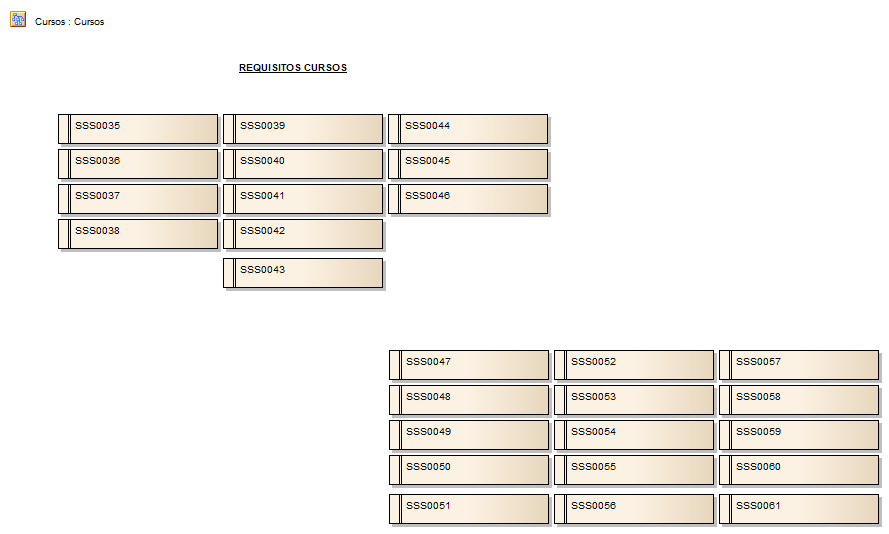 Cursos : Cursos
REQUISITOS CURSOS
SSS0035 SSS0039 SSS0044
SSS0036 SSS0040 SSS0045
SSS0037 SSS0041 SSS0046
SSS0038 SSS0042
SSS0043
SSS0047 SSS0052 SSS0057
SSS0048 SSS0053 SSS0058
SSS0049 SSS0054 SSS0059
SSS0050 SSS0055 SSS0060
SSS0051 SSS0056 SSS0061